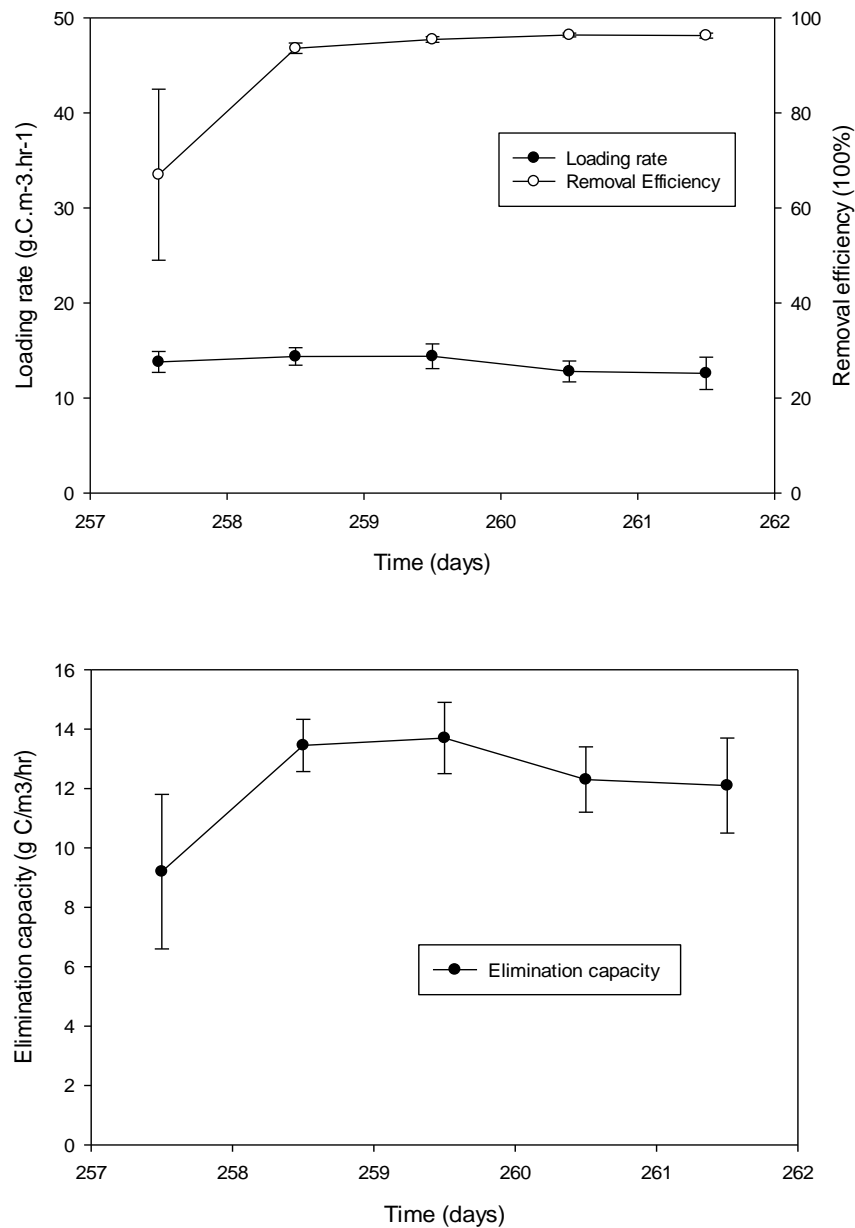 50
40
30
20
10
0
100
80
60
40
20
0
Loading rate (g.C.m-3.hr-1)
Removal efficiency (100%)
Loading rate
Removal Efficiency
257 258 259 260 261 262
Time (days)
16
14
12
10
8
6
4
2
0
Elimination capacity (g C/m3/hr)
Elimination capacity
257 258 259 260 261 262
Time (days)